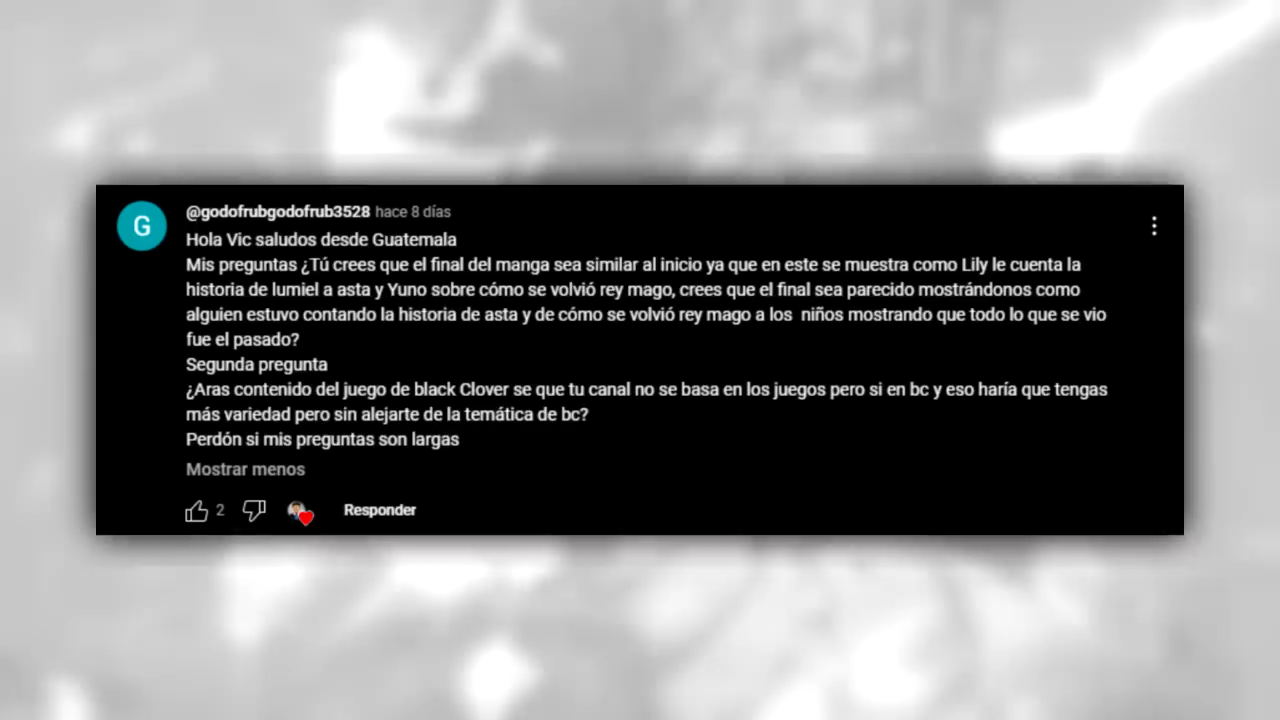 G
@godofrubgodofrub3528 hace 8 días
Hola Vic saludos desde Guatemala
Mis preguntas ¿Tú crees que el final del manga sea similar al inicio ya que en este se muestra como Lily le cuenta la
historia de lumiel a asta y Yuno sobre cómo se volvió rey mago, crees que el final sea parecido mostrándonos como
alguien estuvo contando la historia de asta y de cómo se volvió rey mago a los niños mostrando que todo lo que se vio
fue el pasado?
Segunda pregunta
¿Aras contenido del juego de black Clover se que tu canal no se basa en los juegos pero si en bc y eso haría que tengas
más variedad pero sin alejarte de la temática de bc?
Perdón si mis preguntas son largas
Mostrar menos
2 Responder